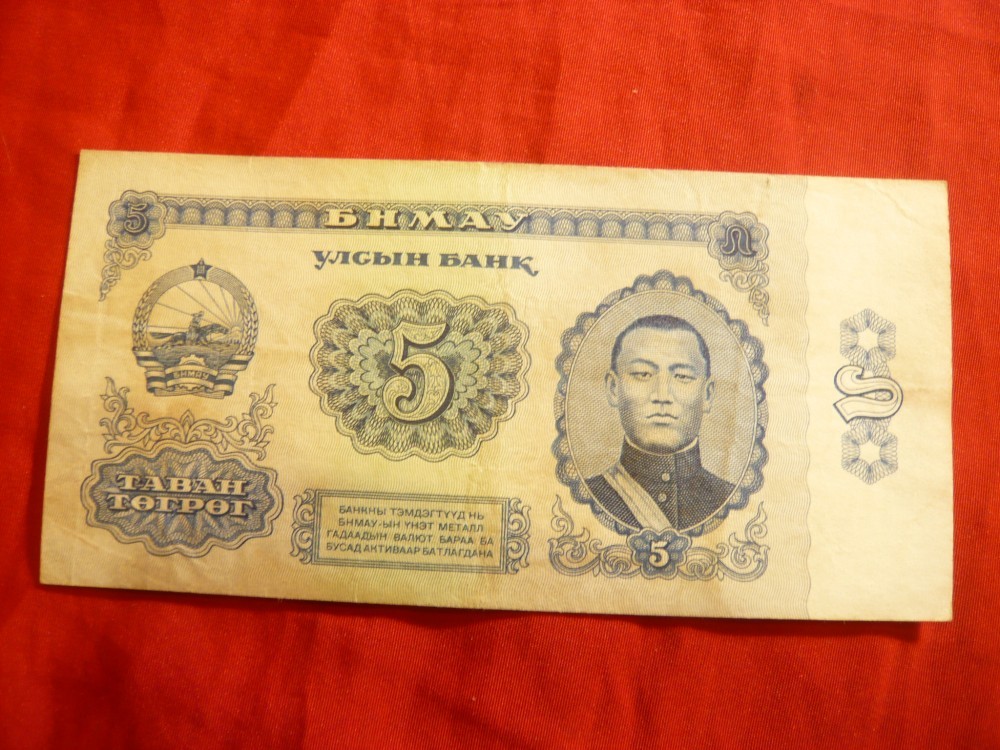 5
БНМАУ
УЛСЫН БАНК
БНМАУ
5
ТАВАН
ТӨГРӨГ
БАНКНЫ ТЭМДЭГТҮҮД НЬ
БНМАУ-ЫН ҮНЭТ МЕТАЛЛ
ГАДААДЫН ВАЛЮТ БАРАА БА
БУСАД АКТИВААР БАТЛАГДАНА
5
5